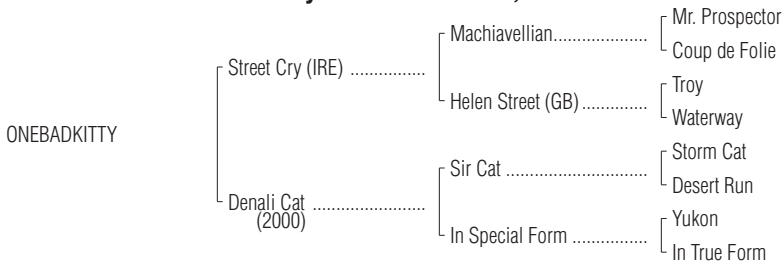 Mr. Prospector
Machiavellian....................
Coup de Folie
Street Cry (IRE) ................
Troy
Helen Street (GB)..............
Waterway
ONEBADKITTY
Storm Cat
Sir Cat ..............................
Desert Run
Denali Cat .......................
(2000)
Yukon
In Special Form ................
In True Form